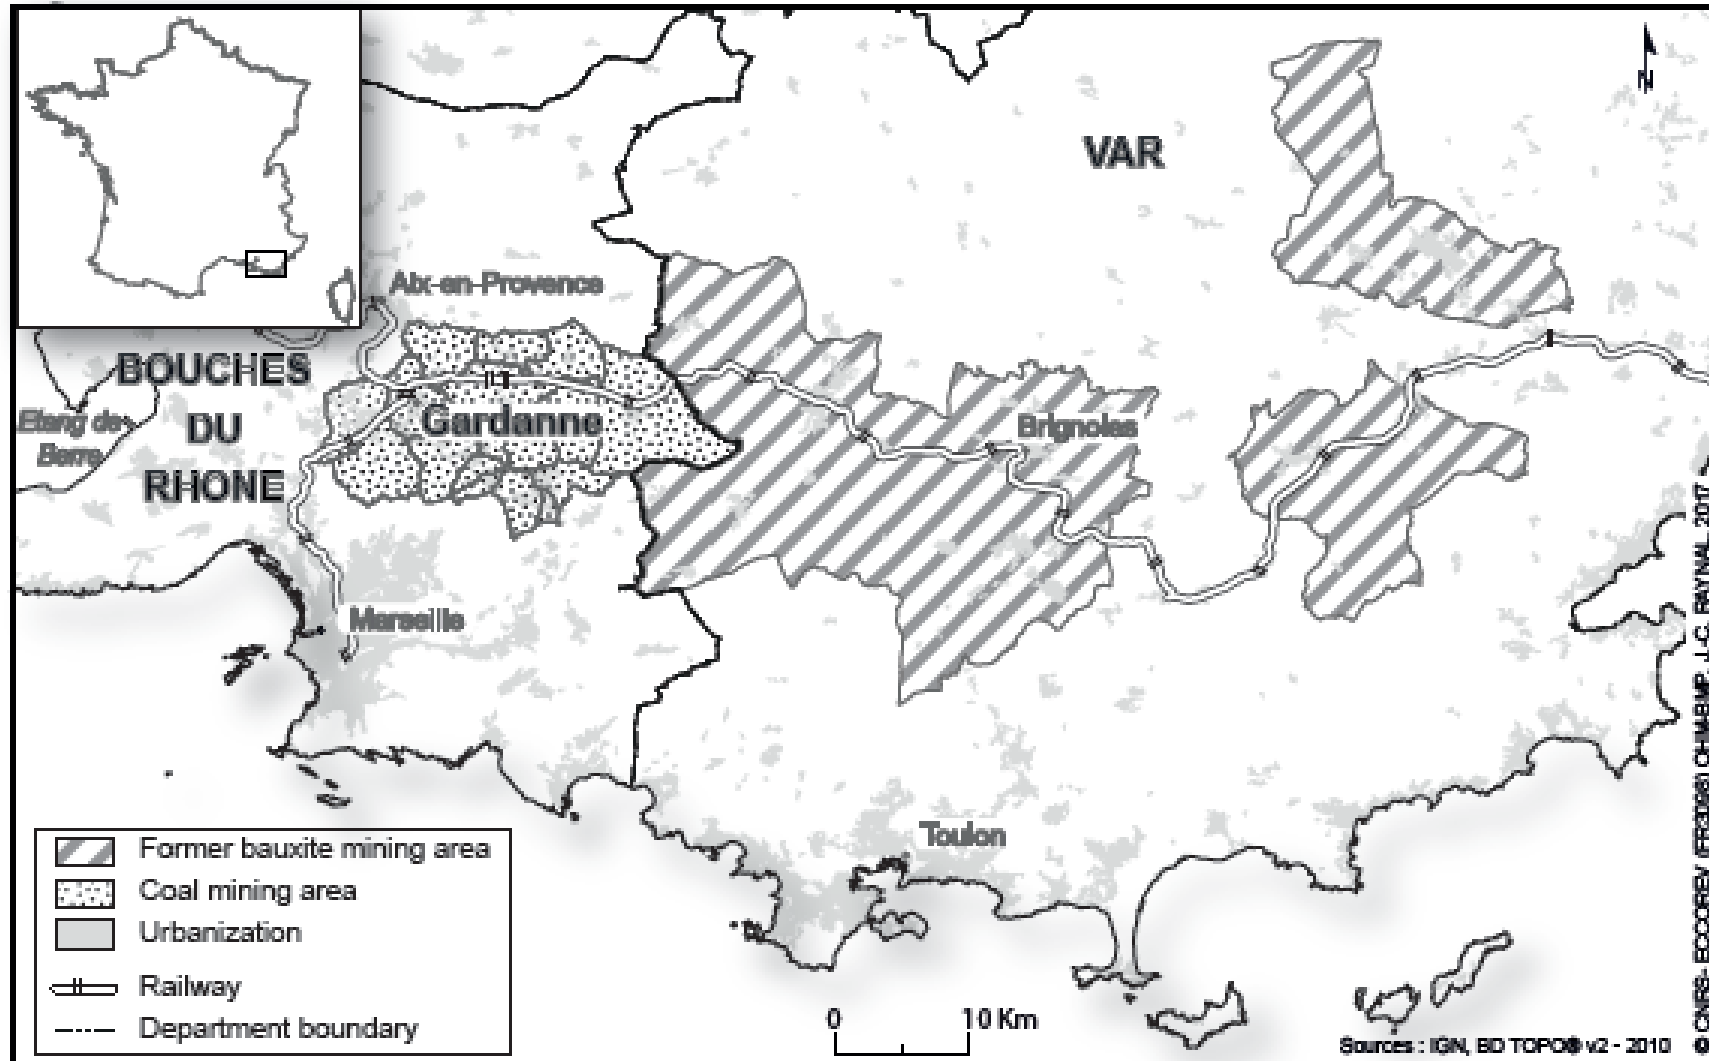 N
VAR
Aix-en-Provence
BOUCHES
DU
RHONE
Etang de
Berre
Gardanne
Brignoles
Marseille
Toulon
Former bauxite mining area
Coal mining area
Urbanization
Railway
Department boundary
0 10 Km
Sources : IGN, BD TOPO® v2 - 2010
© CNRS- ECCOREV (FR3098) OHM-BMP, J.-C. RAYNAL, 2017